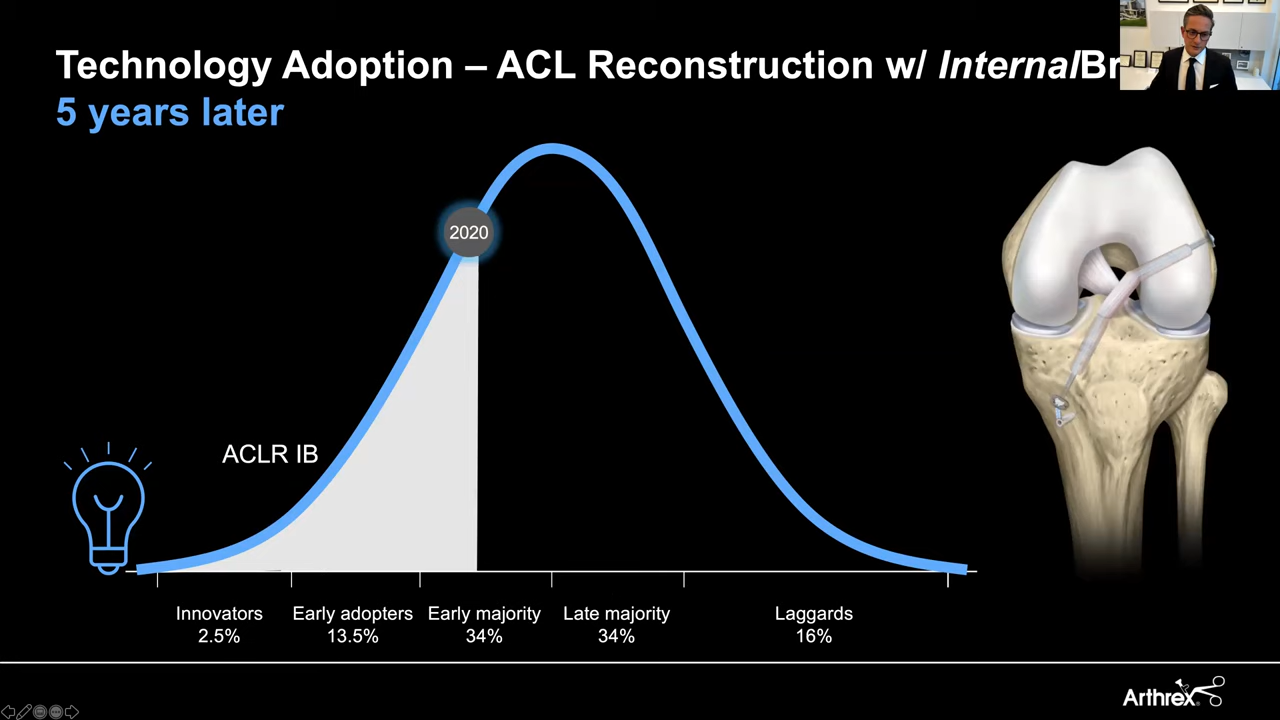 Technology Adoption – ACL Reconstruction w/ InternalBr
5 years later
2020
ACLR IB
Innovators
2.5%
Early adopters
13.5%
Early majority
34%
Late majority
34%
Laggards
16%
Arthrex